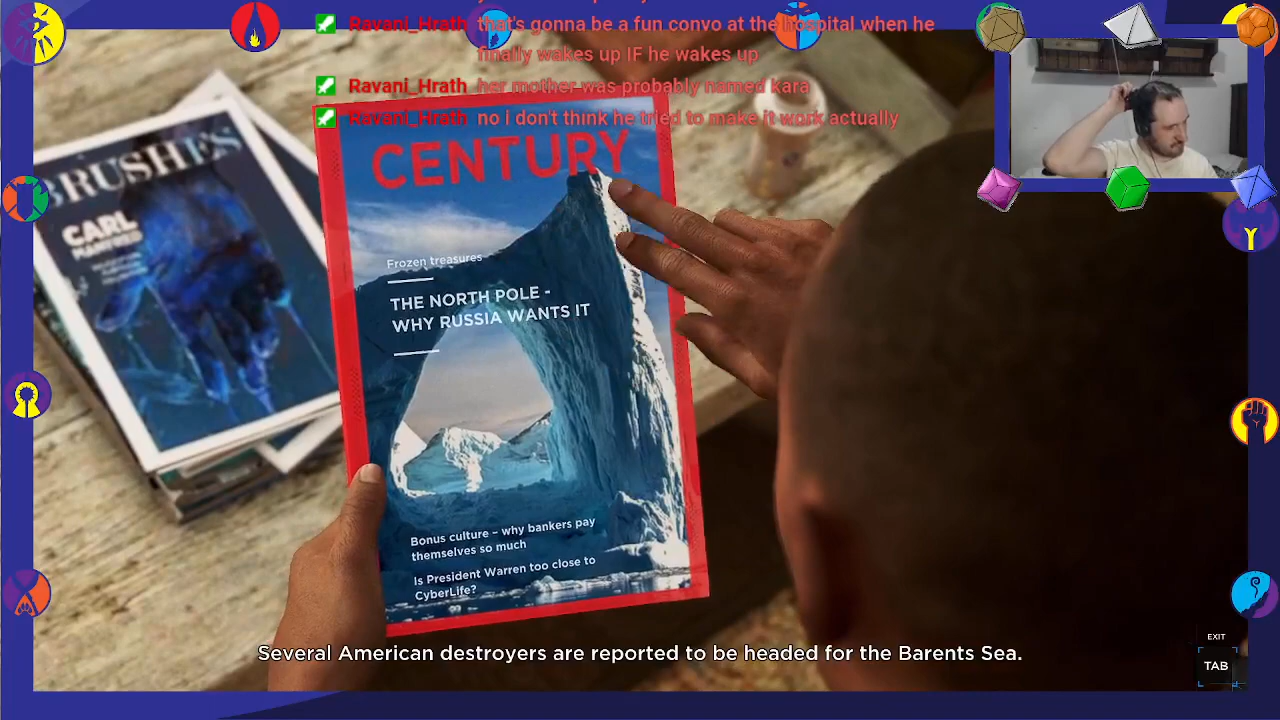 Ravani_Hrath that's gonna be a fun convo at the hospital when he
finally wakes up IF he wakes up
Ravani_Hrath her mother was probably named kara
Ravani_Hrath no i don't think he tried to make it work actually
BRUSHES
CARL
MANFRED
CENTURY
Frozen treasures
THE NORTH POLE -
WHY RUSSIA WANTS IT
Bonus culture – why bankers pay
themselves so much
Is President Warren too close to
CyberLife?
Several American destroyers are reported to be headed for the Barents Sea.
EXIT
TAB